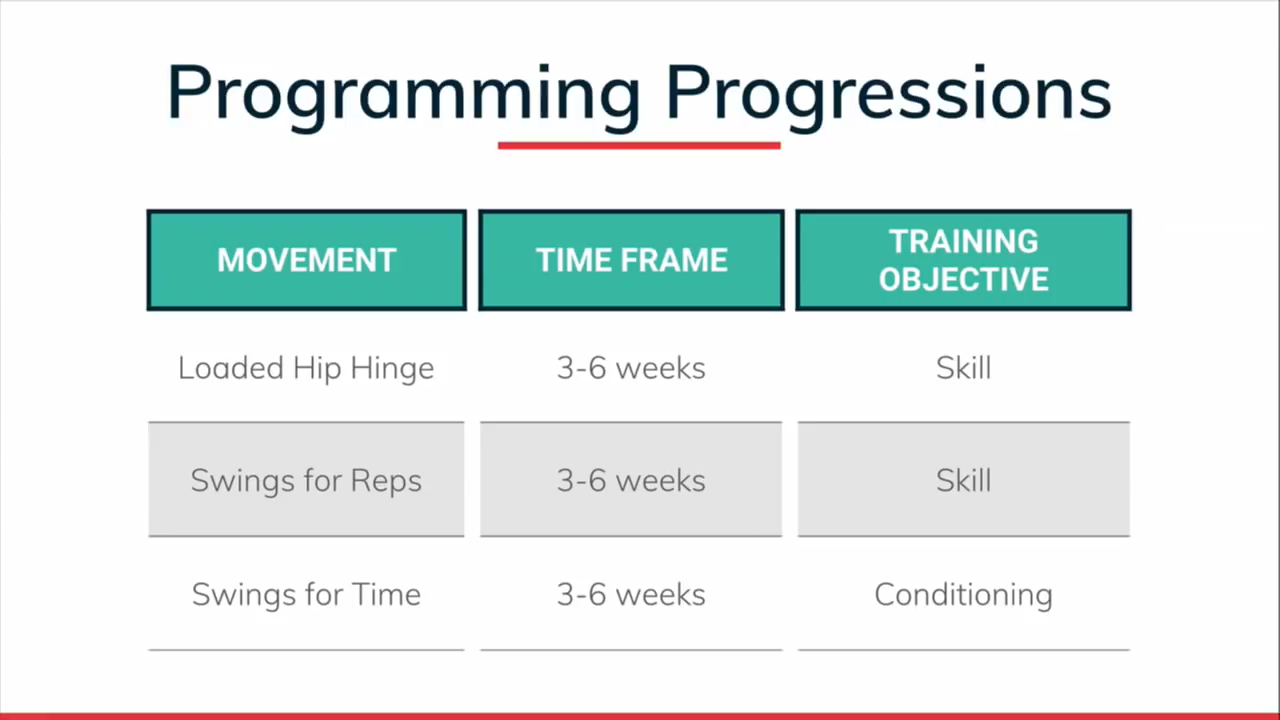 Programming Progressions
MOVEMENT
TIME FRAME
TRAINING
OBJECTIVE
Loaded Hip Hinge
3-6 weeks
Skill
Swings for Reps
3-6 weeks
Skill
Swings for Time
3-6 weeks
Conditioning